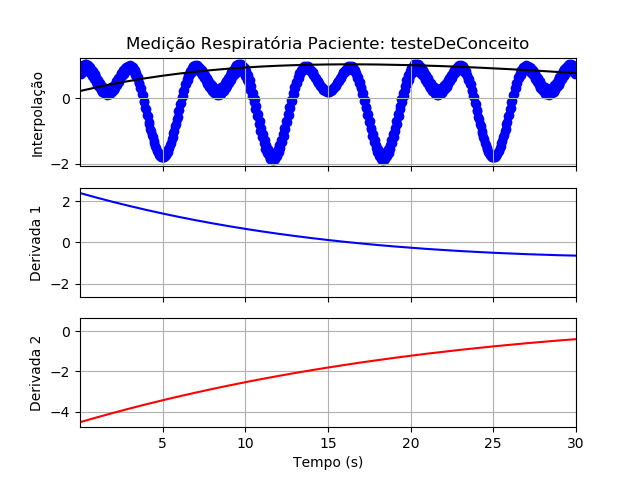 Medição Respiratória Paciente: testeDeConceito
Interpolação
0
−2
Derivada 1
2
0
−2
Derivada 2
0
−2
−4
5 10 15 20 25 30
Tempo (s)